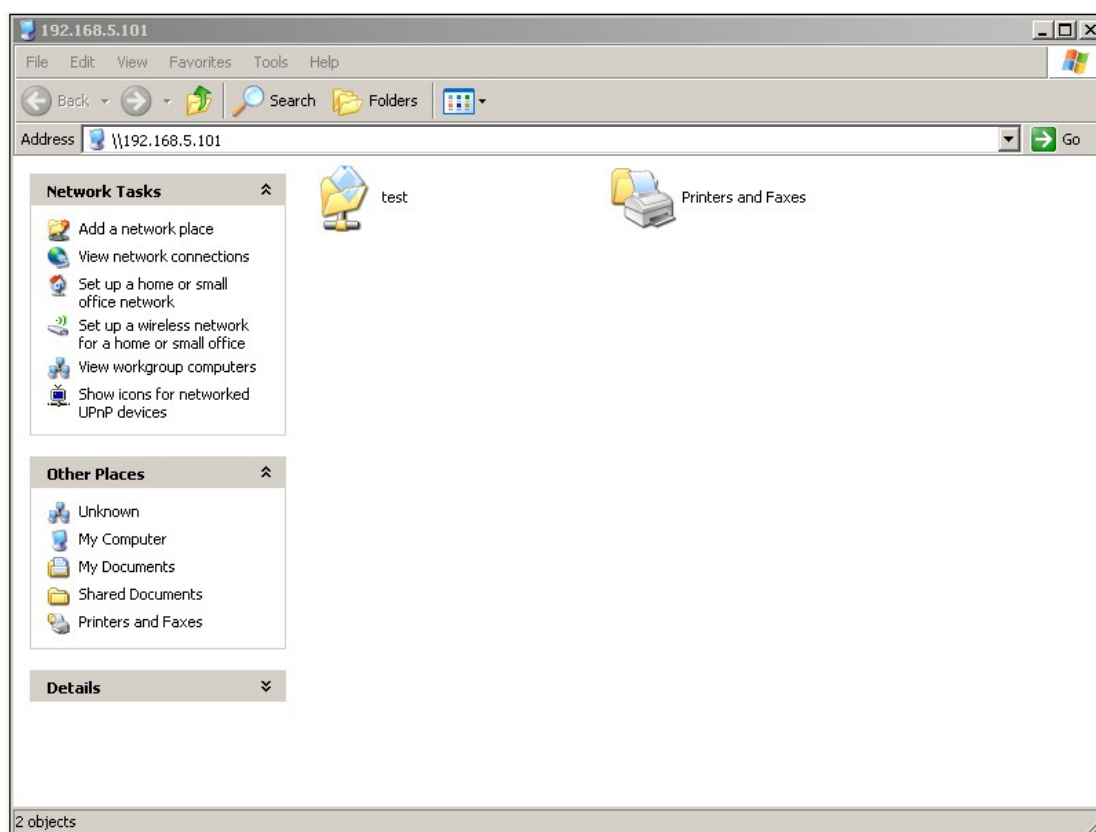 192.168.5.101
File Edit View Favorites Tools Help
Back Search Folders
Address \\192.168.5.101 Go
Network Tasks
Add a network place
View network connections
Set up a home or small
office network
Set up a wireless network
for a home or small office
View workgroup computers
Show icons for networked
UPnP devices
Other Places
Unknown
My Computer
My Documents
Shared Documents
Printers and Faxes
Details
test
Printers and Faxes
2 objects